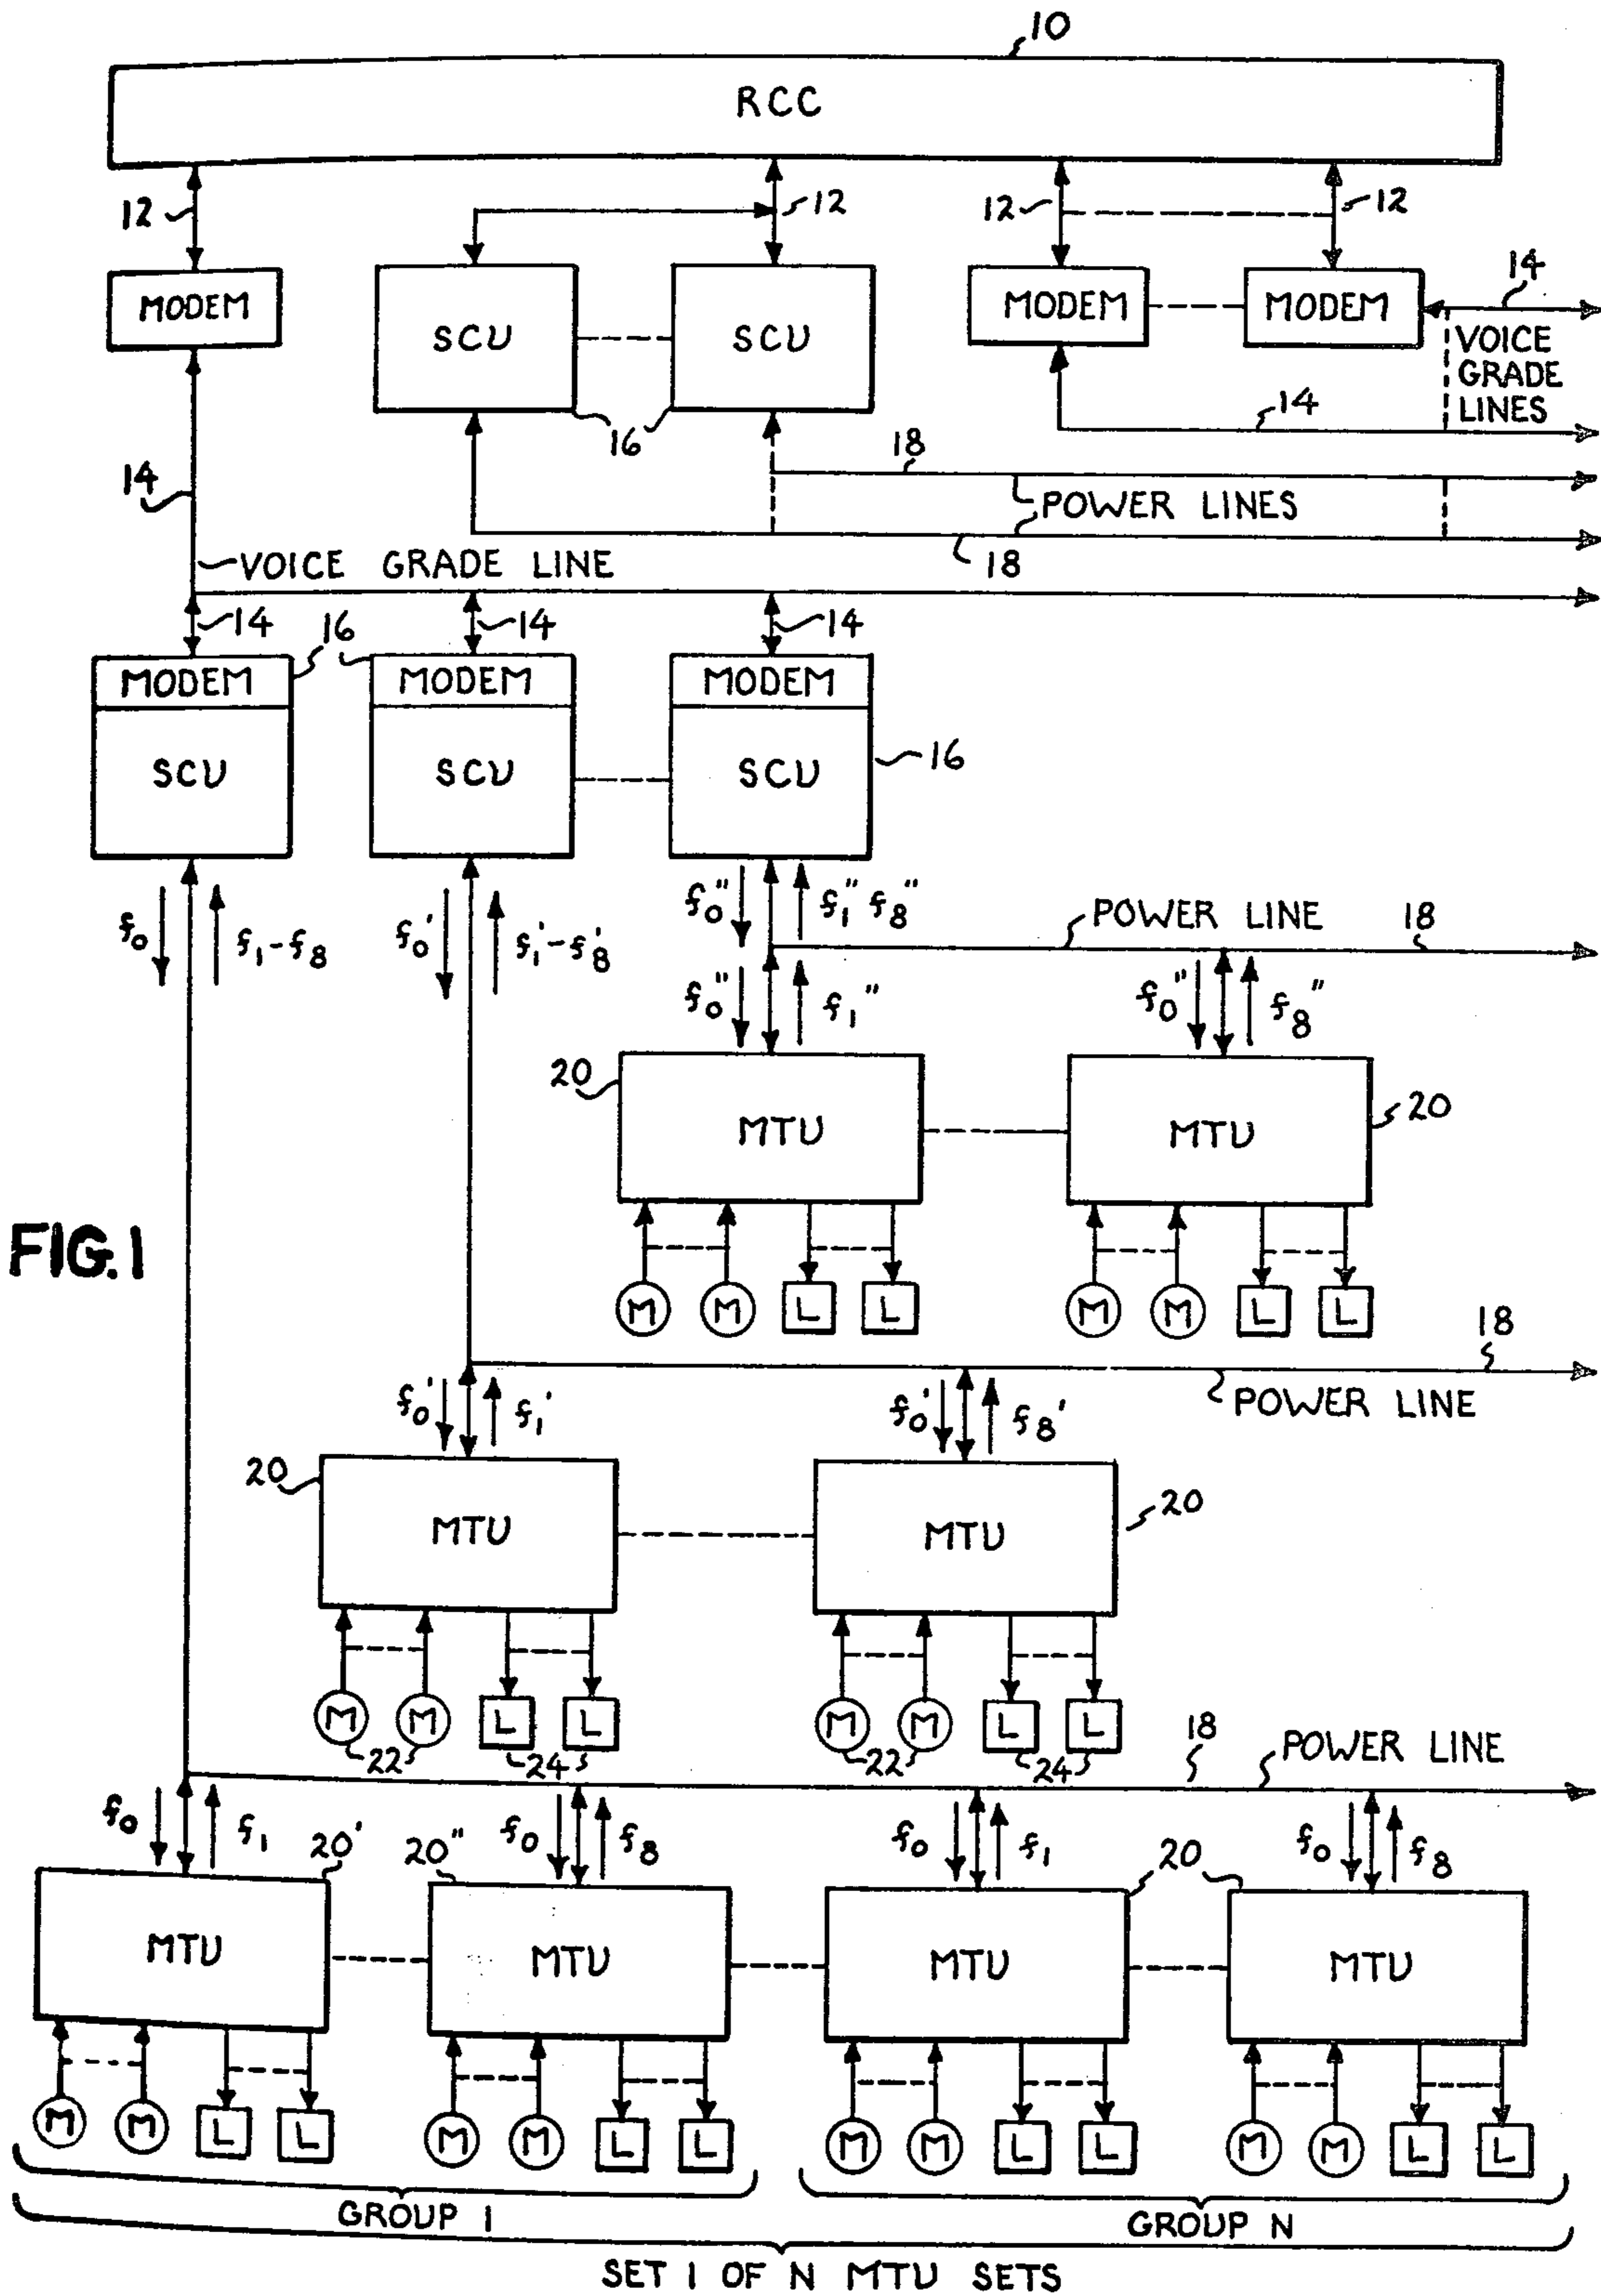 10
RCC
12
12
12
12
MODEM
SCU
SCU
MODEM
MODEM
14
VOICE
GRADE
LINES
14
16
18
14
POWER LINES
18
VOICE GRADE LINE
14
16
14
14
MODEM
MODEM
MODEM
SCU
SCU
SCU
16
f₀
f₁-f₈
f₀'
f₁'-f₈'
f₀''
f₁'' f₈''
POWER LINE
18
f₀''
f₁''
f₀''
f₈''
20
MTU
MTU
20
FIG.1
M
M
L
L
M
M
L
L
18
POWER LINE
f₀'
f₁'
f₀'
f₈'
20
MTU
MTU
20
M
M
L
L
M
M
L
L
22
24
22
24
18
POWER LINE
f₀
f₁
f₀
f₈
f₀
f₁
f₀
f₈
20'
20"
20
MTU
MTU
MTU
MTU
M
M
L
L
M
M
L
L
M
M
L
L
M
M
L
L
GROUP 1
GROUP N
SET 1 OF N MTU SETS